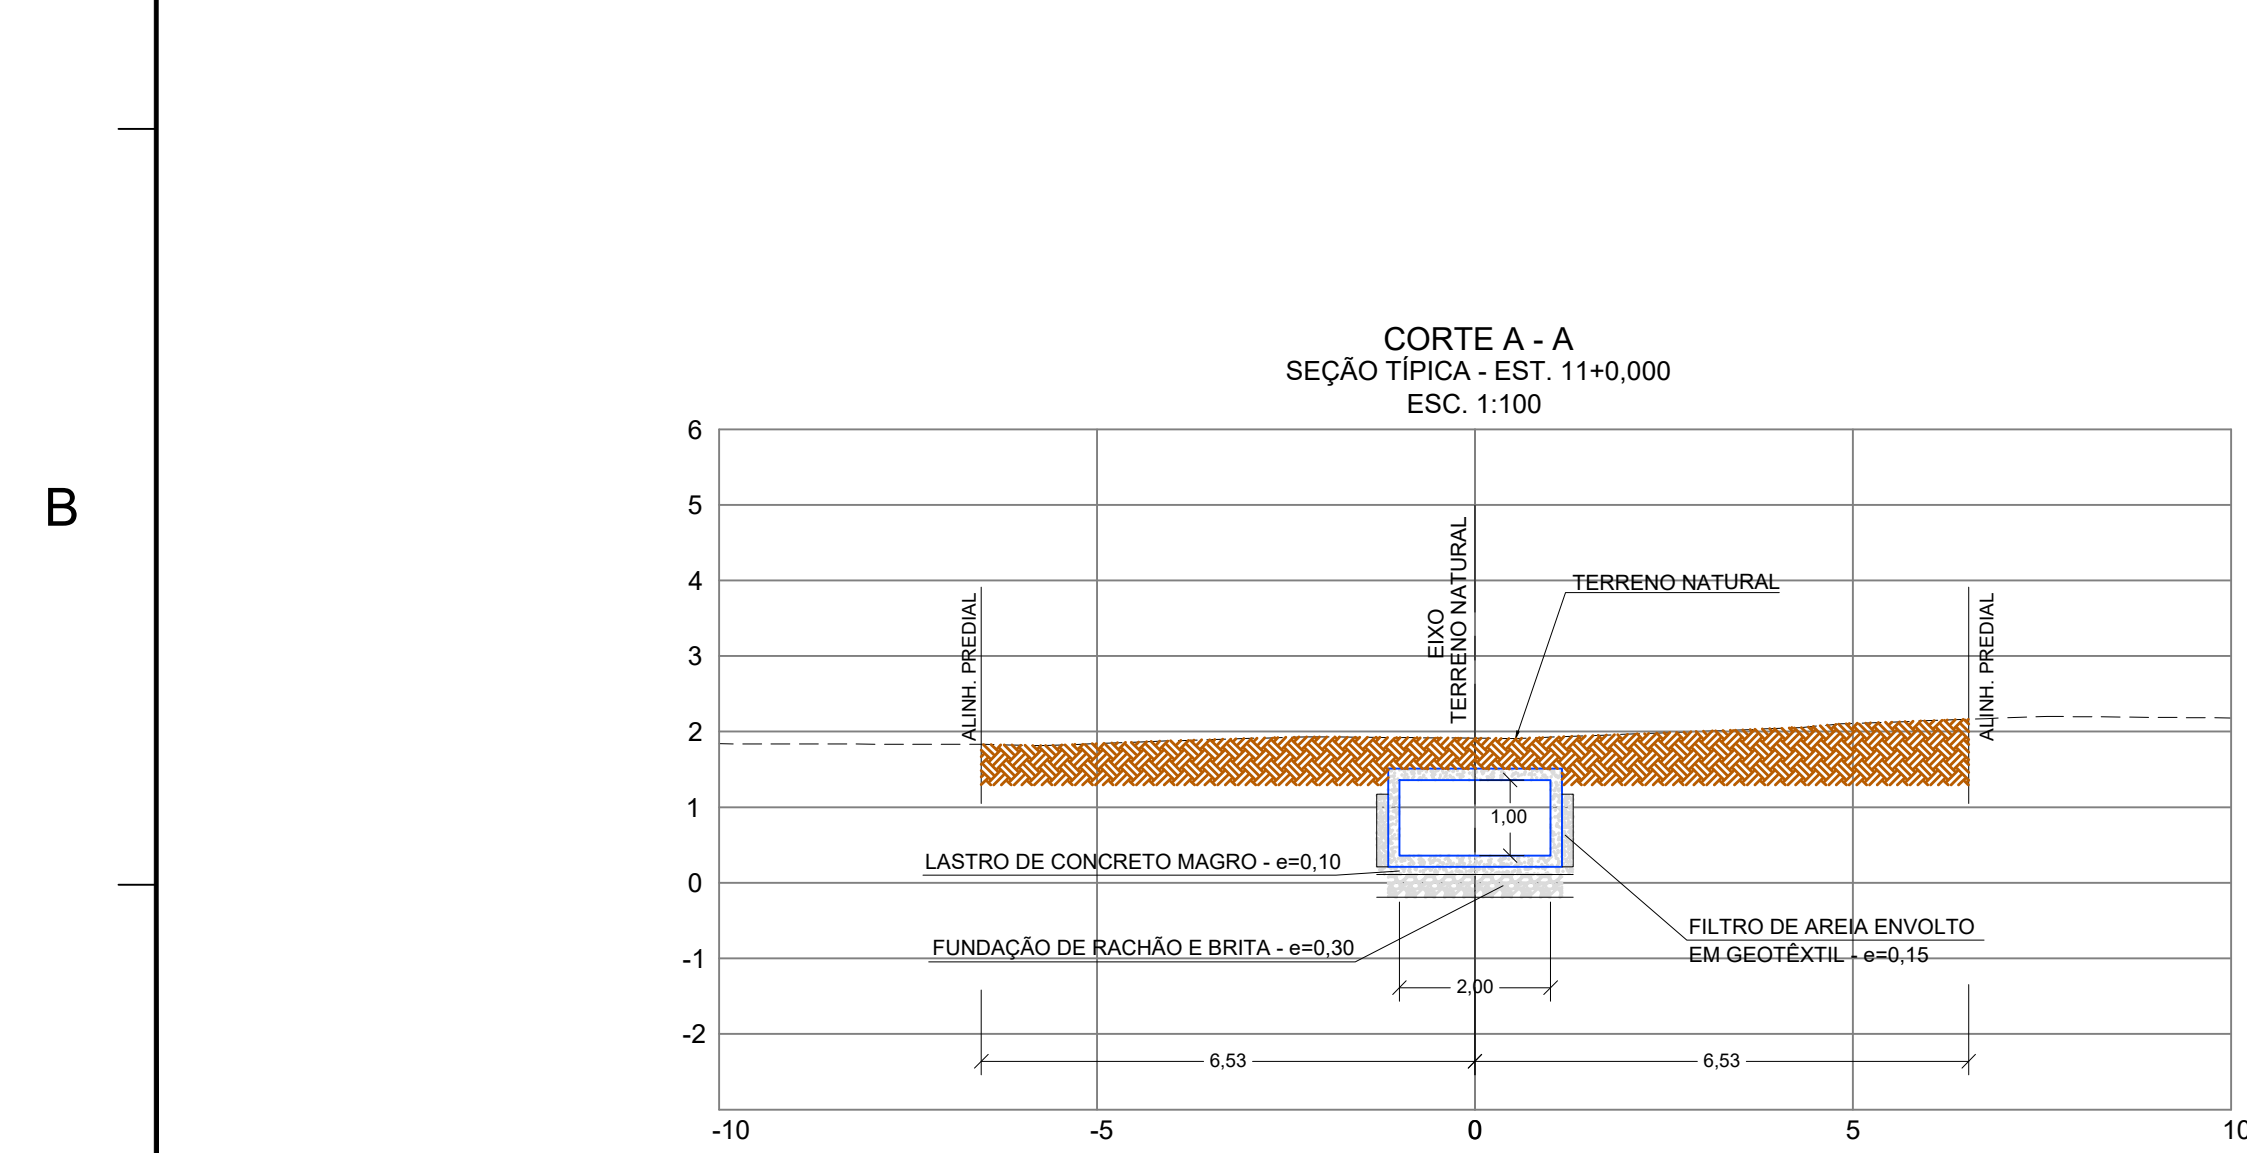 B
CORTE A - A
SEÇÃO TÍPICA - EST. 11+0,000
ESC. 1:100
6
5
4
3
2
1
0
-1
-2
ALINH. PREDIAL
EIXO
TERRENO NATURAL
TERRENO NATURAL
ALINH. PREDIAL
1,00
LASTRO DE CONCRETO MAGRO - e=0,10
FUNDAÇÃO DE RACHÃO E BRITA - e=0,30
FILTRO DE AREIA ENVOLTO
EM GEOTÊXTIL - e=0,15
2,00
6,53
6,53
-10
-5
0
5
10